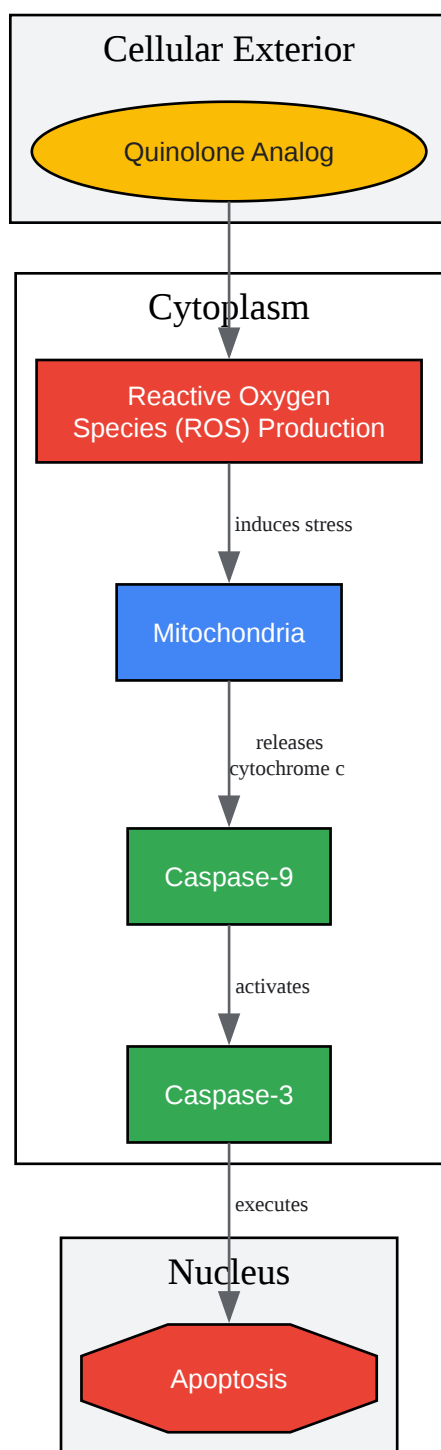 Cellular Exterior
Quinolone Analog
Cytoplasm
Reactive Oxygen
Species (ROS) Production
induces stress
Mitochondria
releases
cytochrome c
Caspase-9
activates
Caspase-3
executes
Nucleus
Apoptosis